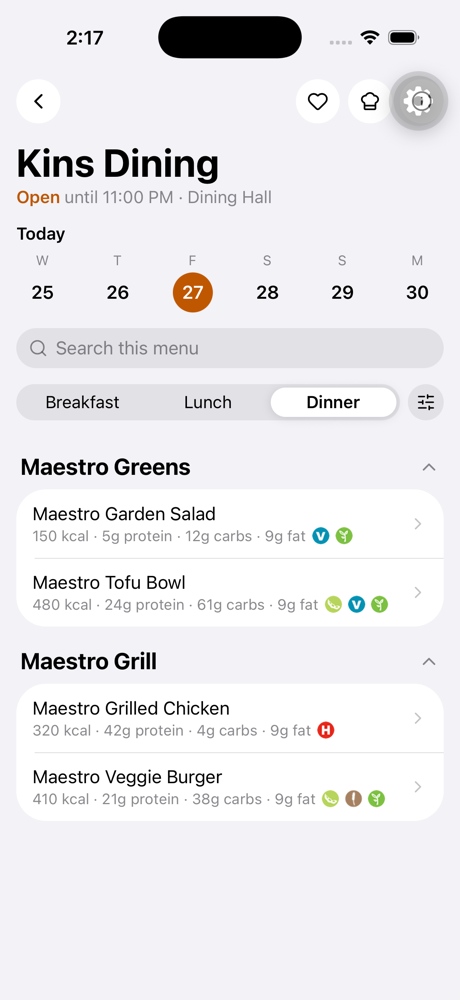 2:17
Kins Dining
Open until 11:00 PM · Dining Hall
Today
W T F S S M
25 26 27 28 29 30
Search this menu
Breakfast Lunch Dinner
Maestro Greens
Maestro Garden Salad
150 kcal · 5g protein · 12g carbs · 9g fat V
Maestro Tofu Bowl
480 kcal · 24g protein · 61g carbs · 9g fat V
Maestro Grill
Maestro Grilled Chicken
320 kcal · 42g protein · 4g carbs · 9g fat H
Maestro Veggie Burger
410 kcal · 21g protein · 38g carbs · 9g fat